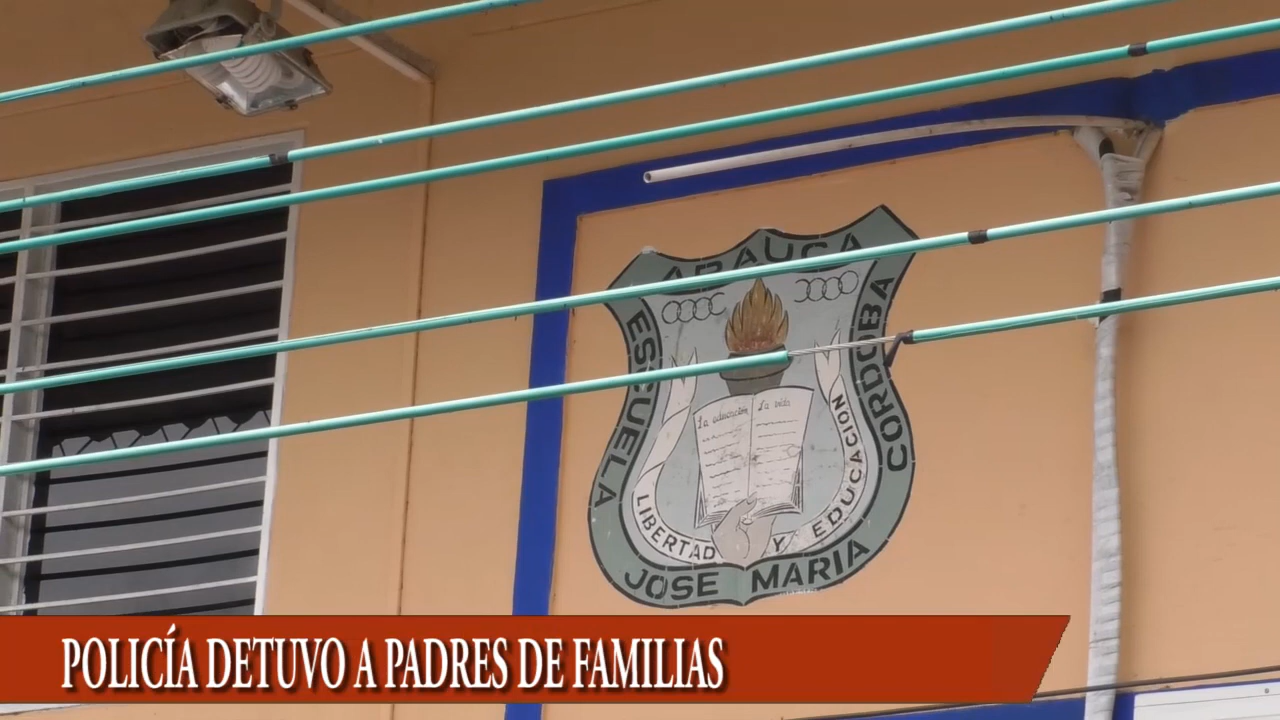 ARAUCA
ESCUELA
CORDOBA
La educación La vida
LIBERTAD Y EDUCACION
JOSE MARIA
POLICÍA DETUVO A PADRES DE FAMILIAS